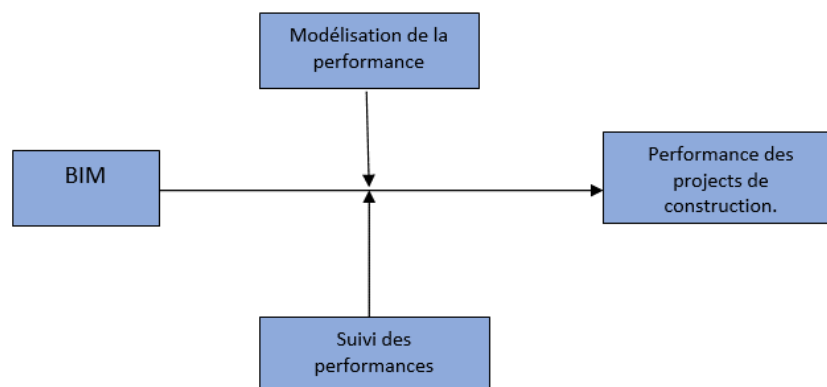 Modélisation de la
performance
BIM
Performance des
projects de
construction.
Suivi des
performances